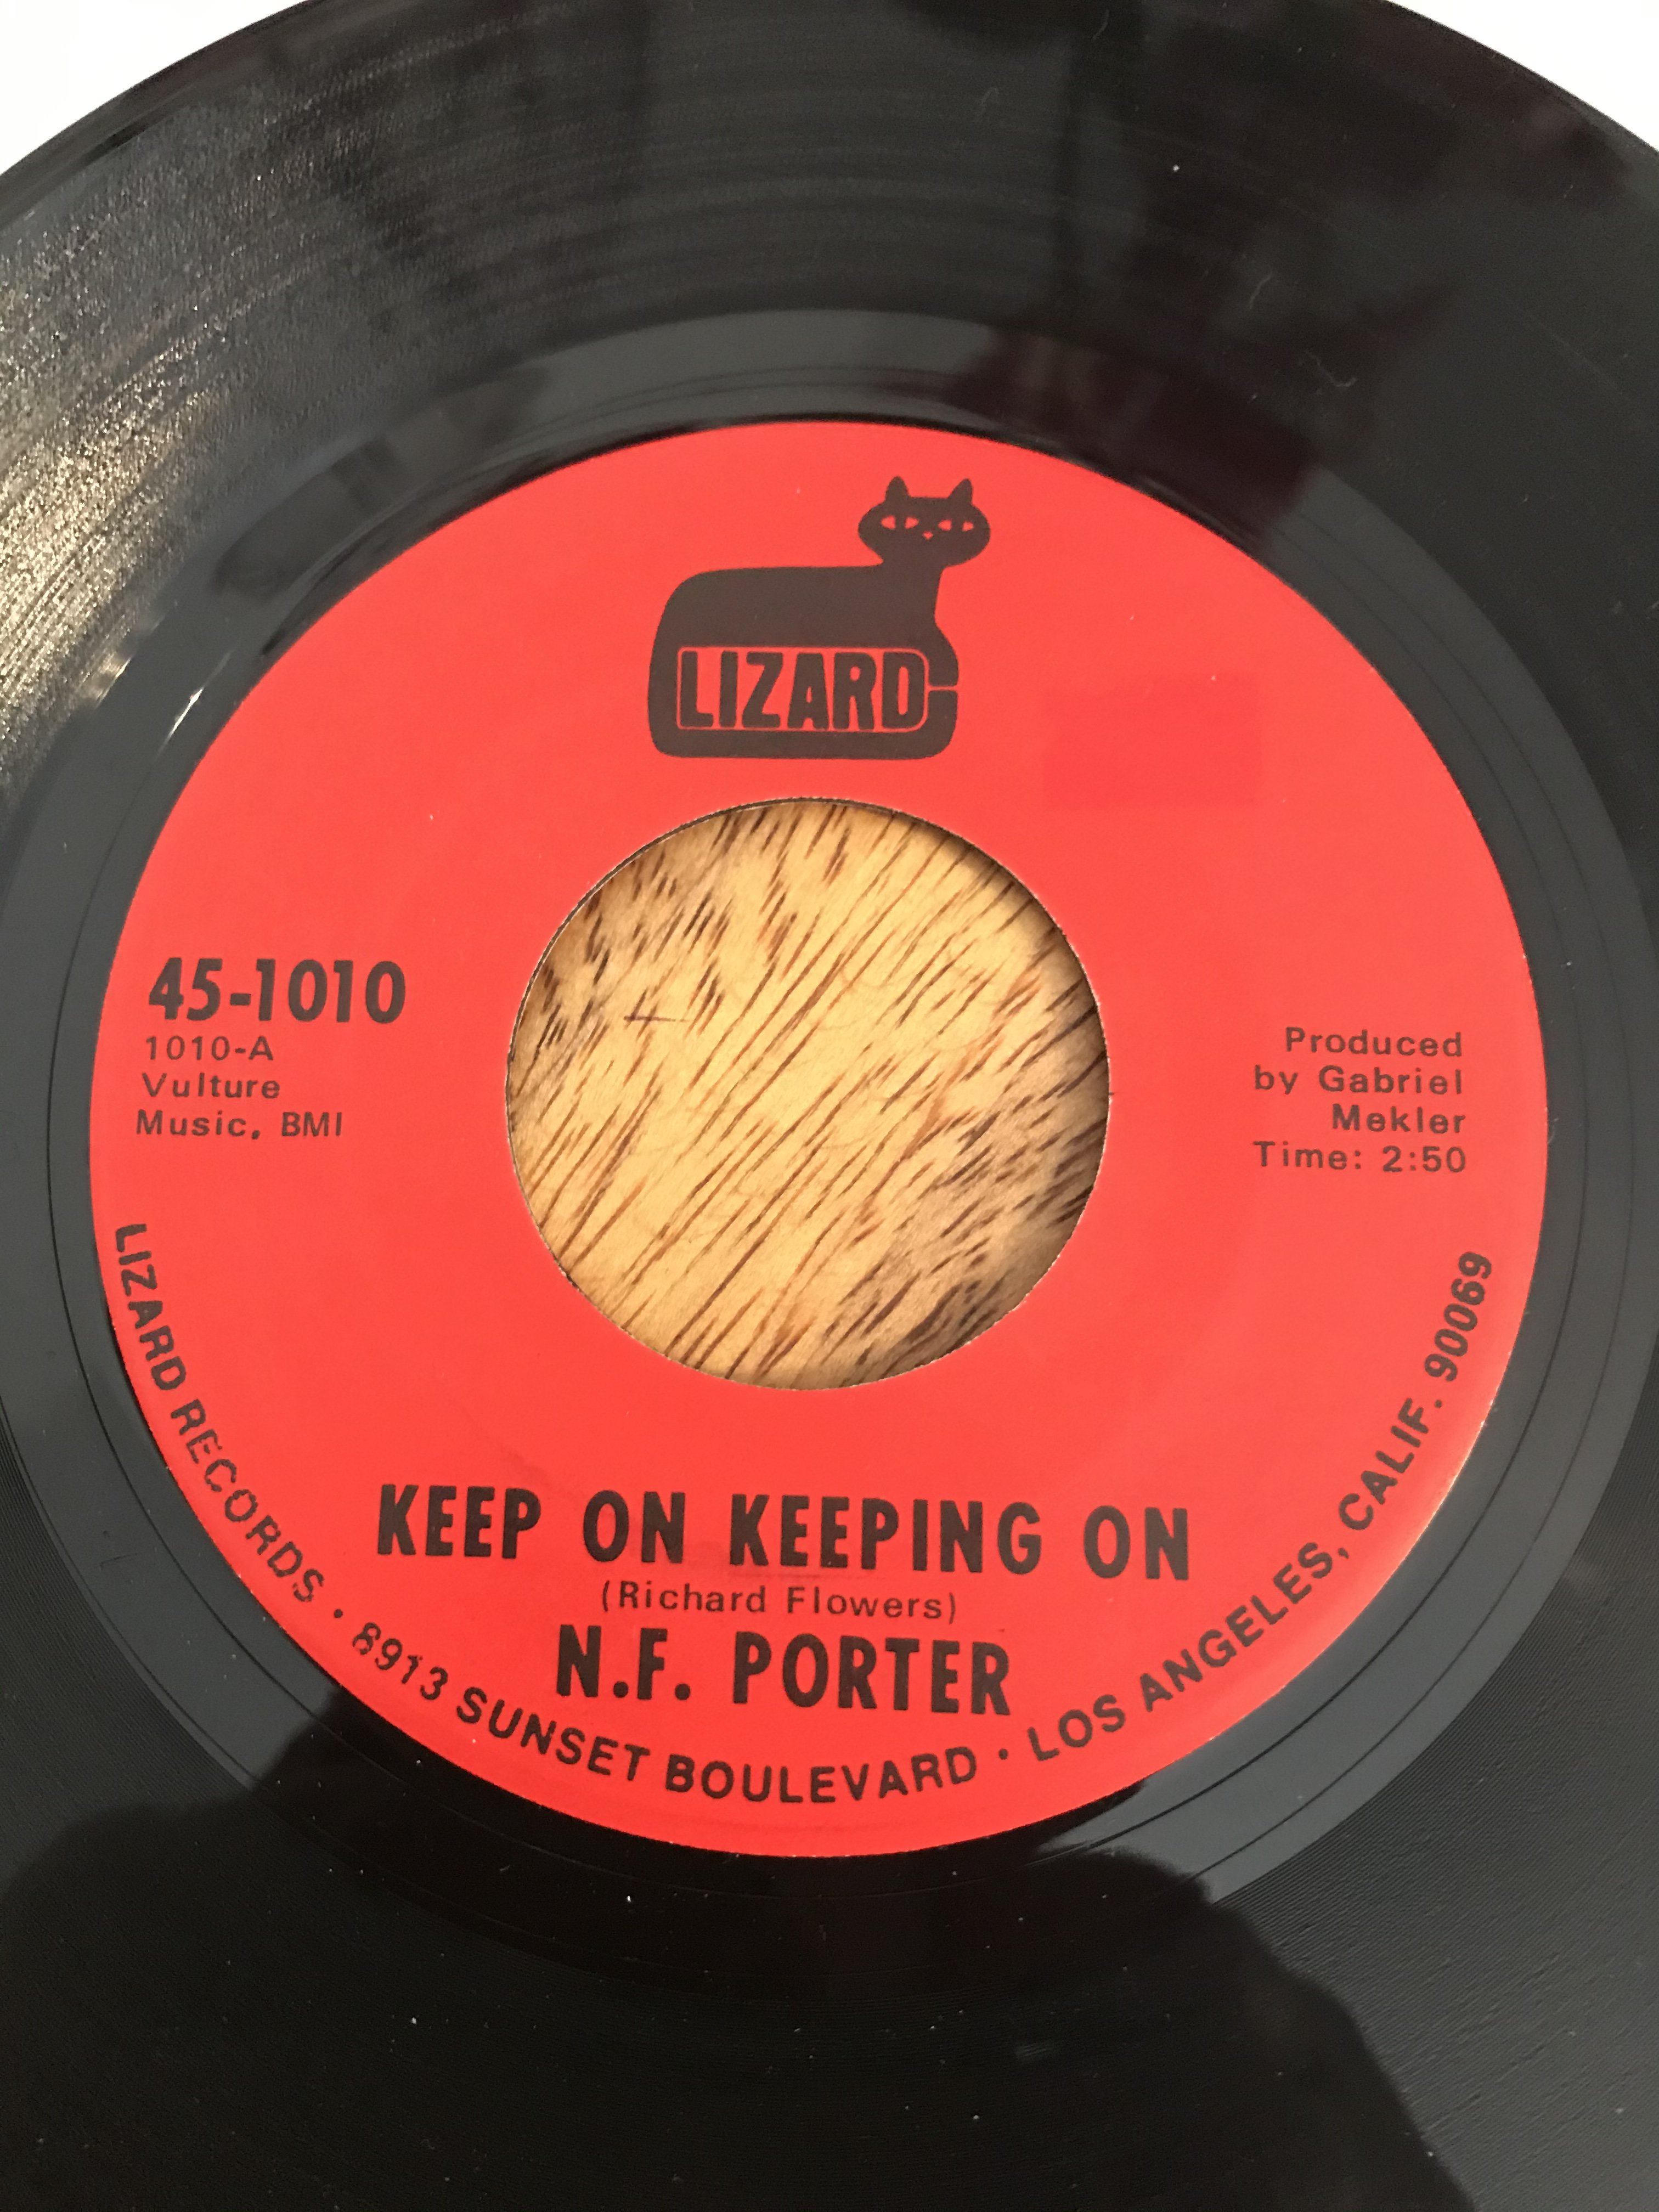 LIZARD
45-1010
1010-A
Vulture
Music, BMI
Produced
by Gabriel
Mekler
Time: 2:50
KEEP ON KEEPING ON
(Richard Flowers)
N.F. PORTER
LIZARD RECORDS · 8913 SUNSET BOULEVARD · LOS ANGELES, CALIF. 90069